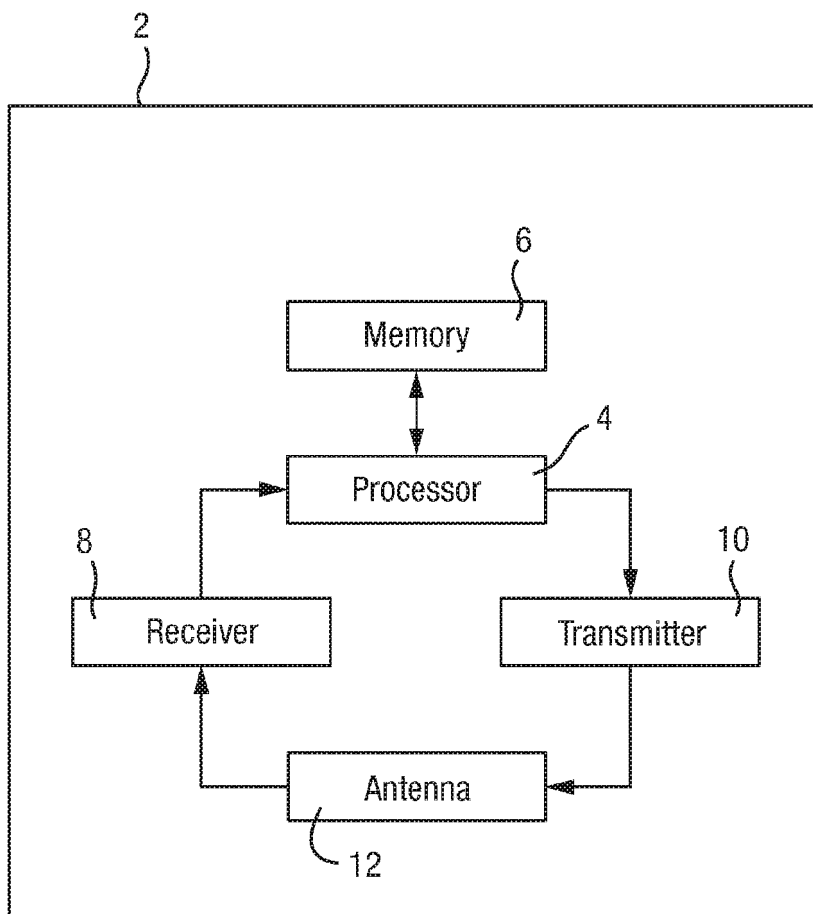 2
6
Memory
4
Processor
8
10
Receiver
Transmitter
Antenna
12